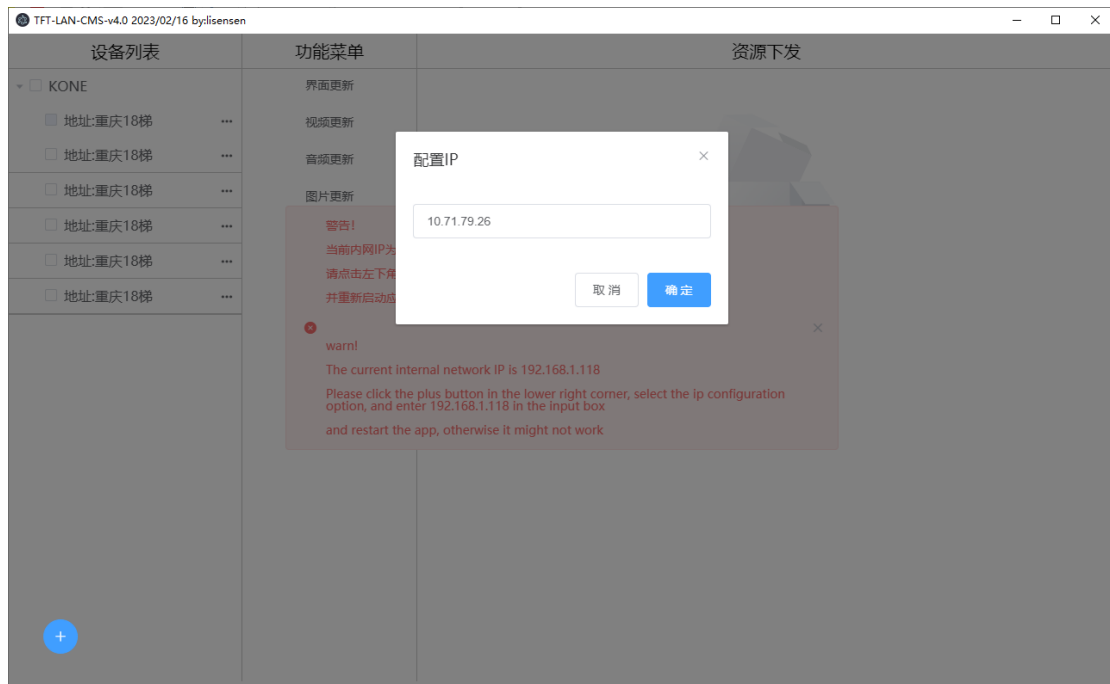 TFT-LAN-CMS-v4.0 2023/02/16 by:lisensen
设备列表
功能菜单
资源下发
KONE
地址:重庆18梯
地址:重庆18梯
地址:重庆18梯
地址:重庆18梯
地址:重庆18梯
地址:重庆18梯
界面更新
视频更新
音频更新
图片更新
配置IP
10.71.79.26
取消
确定
警告!
当前内网IP为
请点击左下角
并重新启动应
warn!
The current internal network IP is 192.168.1.118
Please click the plus button in the lower right corner, select the ip configuration
option, and enter 192.168.1.118 in the input box
and restart the app, otherwise it might not work